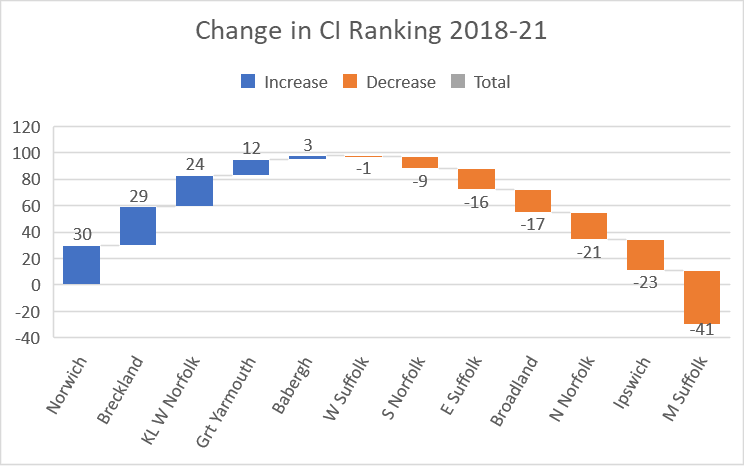 Change in CI Ranking 2018-21
Increase Decrease Total
120
100
80
60
40
20
0
-20
-40
30
29
24
12
3
-1
-9
-16
-17
-21
-23
-41
Norwich
Breckland
KL W Norfolk
Grt Yarmouth
Babergh
W Suffolk
S Norfolk
E Suffolk
Broadland
N Norfolk
Ipswich
M Suffolk